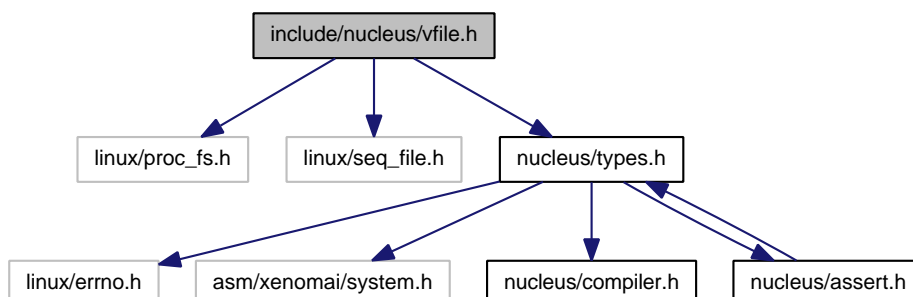 include/nucleus/vfile.h
linux/proc_fs.h
linux/seq_file.h
nucleus/types.h
linux/errno.h
asm/xenomai/system.h
nucleus/compiler.h
nucleus/assert.h